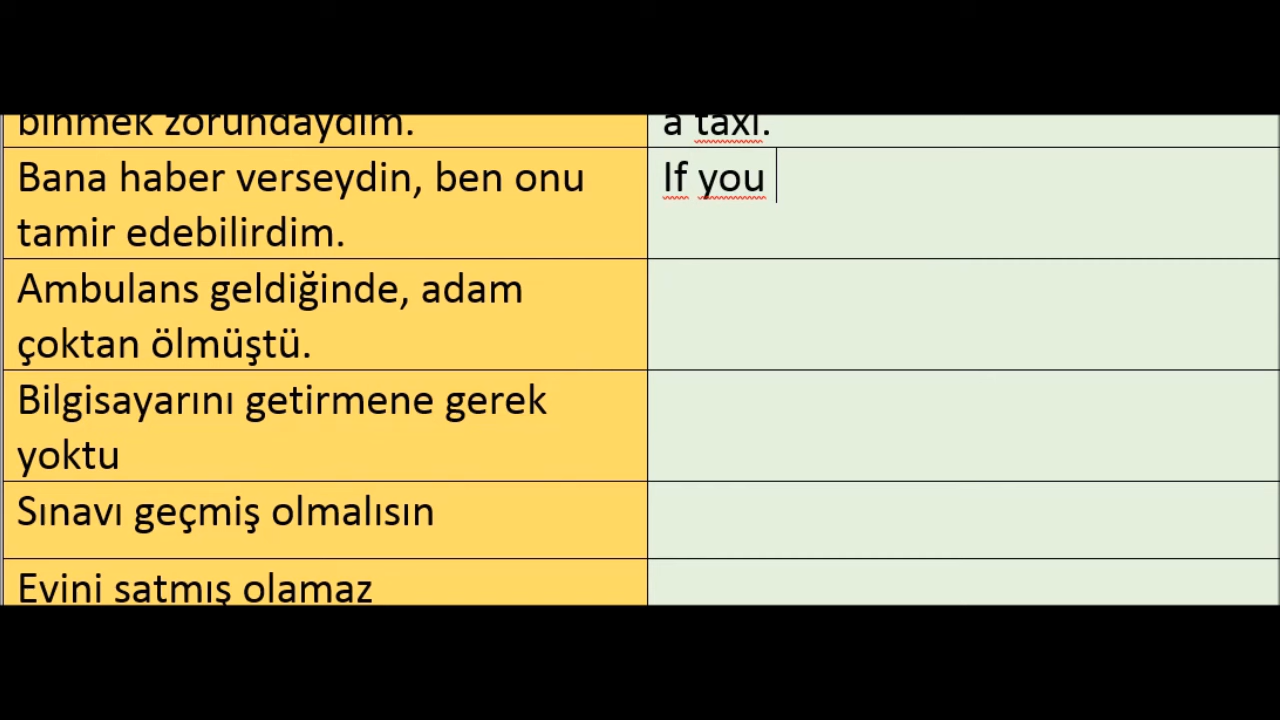 binmek zorundaydım.
a taxi.
Bana haber verseydin, ben onu
tamir edebilirdim.
If you
Ambulans geldiğinde, adam
çoktan ölmüştü.
Bilgisayarını getirmene gerek
yoktu
Sınavı geçmiş olmalısın
Evini satmış olamaz